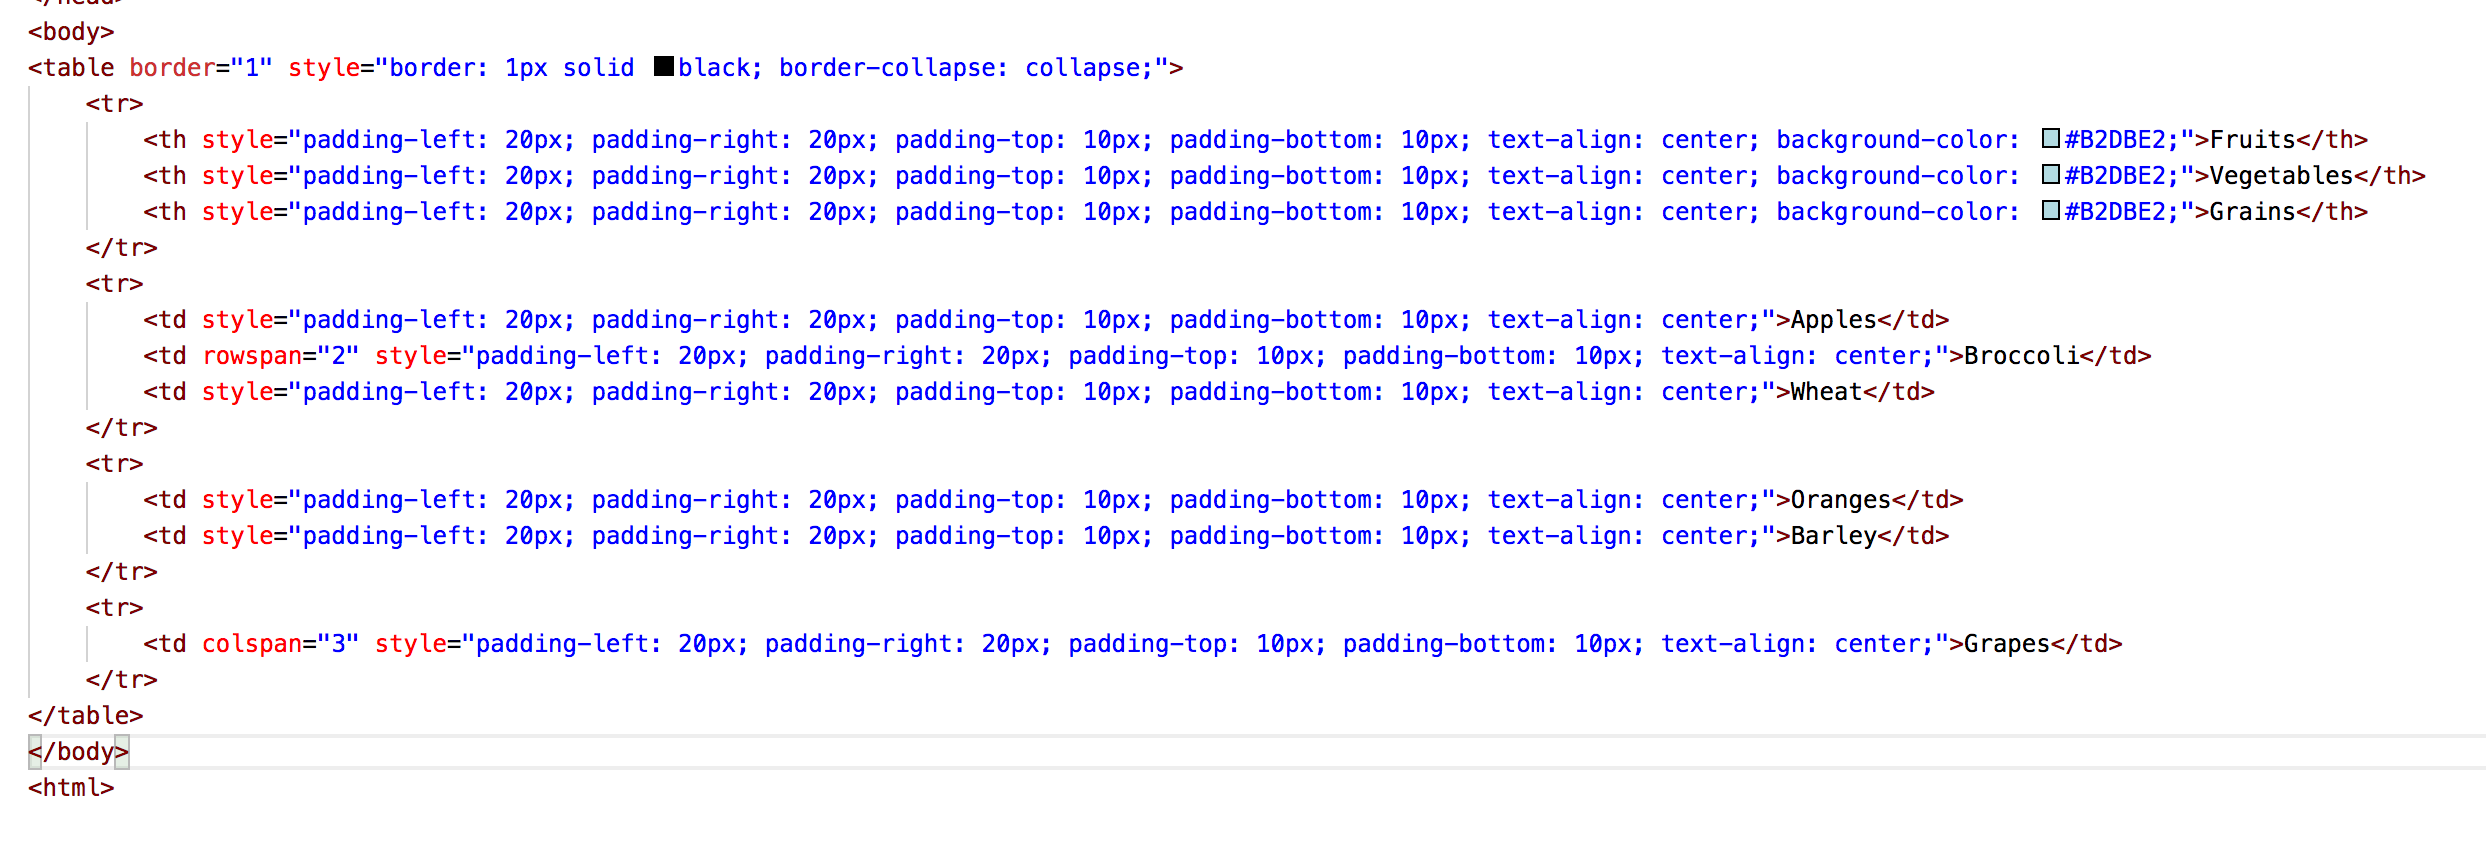 </head>
<body>
<table border="1" style="border: 1px solid black; border-collapse: collapse;">
<tr>
<th style="padding-left: 20px; padding-right: 20px; padding-top: 10px; padding-bottom: 10px; text-align: center; background-color: #B2DBE2;">Fruits</th>
<th style="padding-left: 20px; padding-right: 20px; padding-top: 10px; padding-bottom: 10px; text-align: center; background-color: #B2DBE2;">Vegetables</th>
<th style="padding-left: 20px; padding-right: 20px; padding-top: 10px; padding-bottom: 10px; text-align: center; background-color: #B2DBE2;">Grains</th>
</tr>
<tr>
<td style="padding-left: 20px; padding-right: 20px; padding-top: 10px; padding-bottom: 10px; text-align: center;">Apples</td>
<td rowspan="2" style="padding-left: 20px; padding-right: 20px; padding-top: 10px; padding-bottom: 10px; text-align: center;">Broccoli</td>
<td style="padding-left: 20px; padding-right: 20px; padding-top: 10px; padding-bottom: 10px; text-align: center;">Wheat</td>
</tr>
<tr>
<td style="padding-left: 20px; padding-right: 20px; padding-top: 10px; padding-bottom: 10px; text-align: center;">Oranges</td>
<td style="padding-left: 20px; padding-right: 20px; padding-top: 10px; padding-bottom: 10px; text-align: center;">Barley</td>
</tr>
<tr>
<td colspan="3" style="padding-left: 20px; padding-right: 20px; padding-top: 10px; padding-bottom: 10px; text-align: center;">Grapes</td>
</tr>
</table>
</body>
<html>